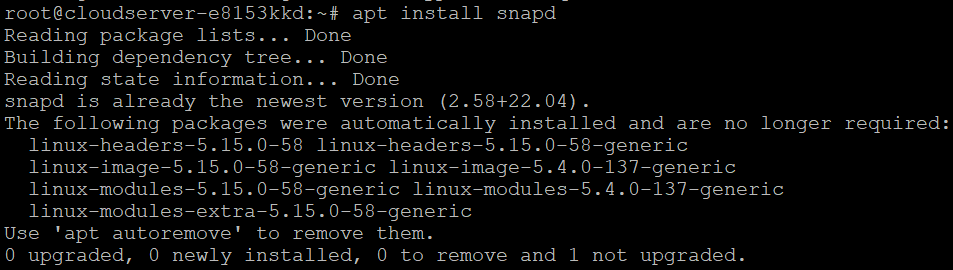 root@cloudserver-e8153kkd:~# apt install snapd
Reading package lists... Done
Building dependency tree... Done
Reading state information... Done
snapd is already the newest version (2.58+22.04).
The following packages were automatically installed and are no longer required:
  linux-headers-5.15.0-58 linux-headers-5.15.0-58-generic
  linux-image-5.15.0-58-generic linux-image-5.4.0-137-generic
  linux-modules-5.15.0-58-generic linux-modules-5.4.0-137-generic
  linux-modules-extra-5.15.0-58-generic
Use 'apt autoremove' to remove them.
0 upgraded, 0 newly installed, 0 to remove and 1 not upgraded.